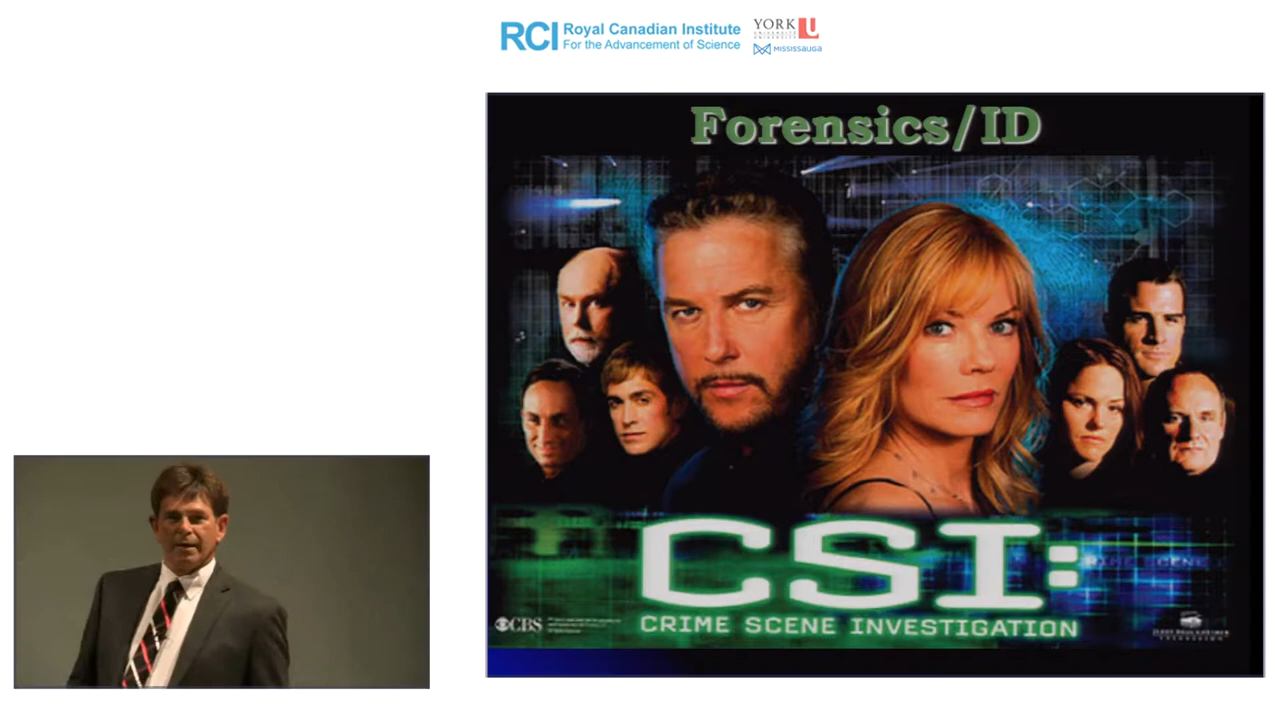 RCI Royal Canadian Institute
For the Advancement of Science
YORK U
MISSISSAUGA
Forensics/ID
CSI:
CBS
CRIME SCENE INVESTIGATION